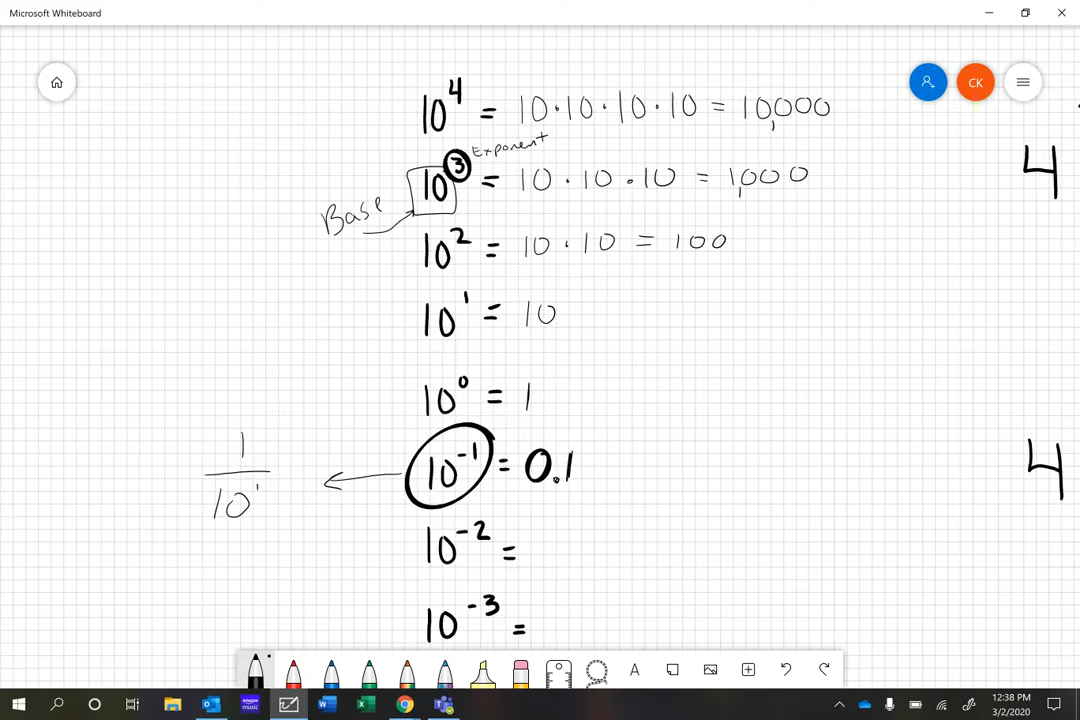 Microsoft Whiteboard
CK
10⁴ = 10·10·10·10 = 10,000
Exponent
10³ = 10·10·10 = 1,000
4
Base
10² = 10·10 = 100
10¹ = 10
10⁰ = 1
10⁻¹ = 0.1
1
10¹
4
10⁻² =
10⁻³ =
A
12:38 PM
3/2/2020